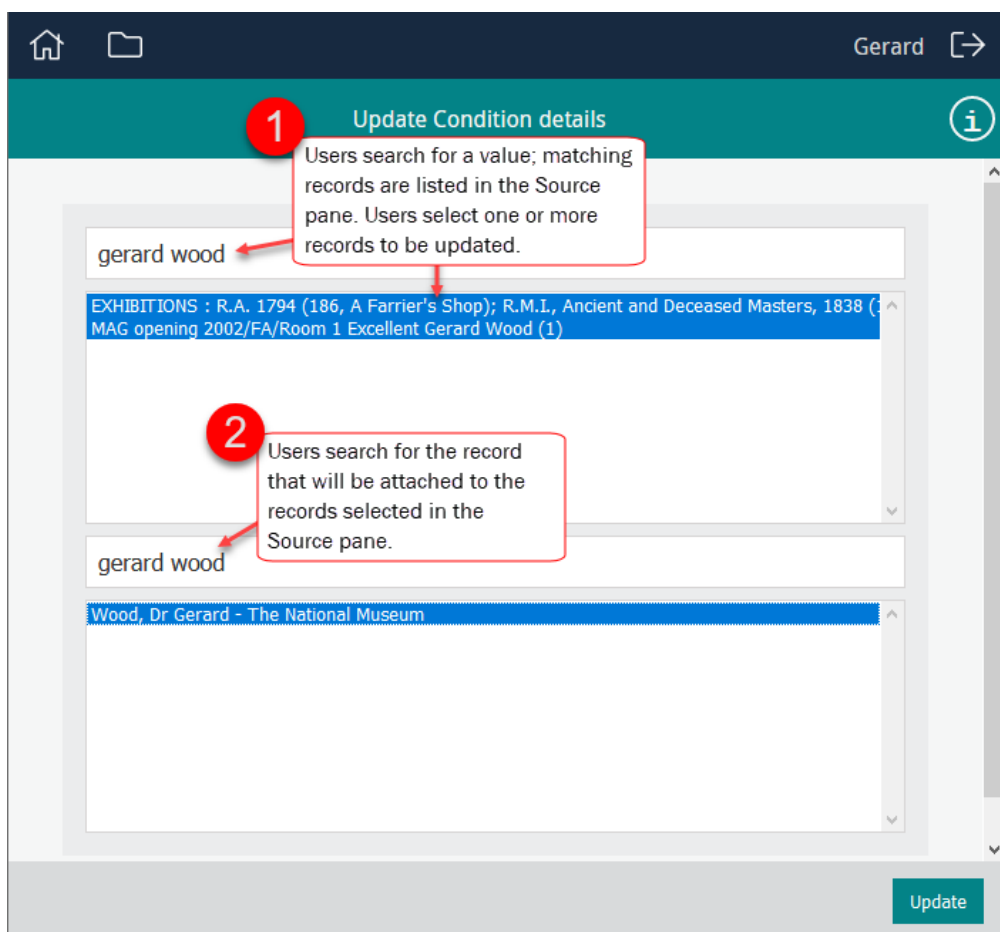 Gerard
Update Condition details
1
Users search for a value; matching
records are listed in the Source
pane. Users select one or more
records to be updated.
gerard wood
EXHIBITIONS : R.A. 1794 (186, A Farrier's Shop); R.M.I., Ancient and Deceased Masters, 1838 (
MAG opening 2002/FA/Room 1 Excellent Gerard Wood (1)
2
Users search for the record
that will be attached to the
records selected in the
Source pane.
gerard wood
Wood, Dr Gerard - The National Museum
Update